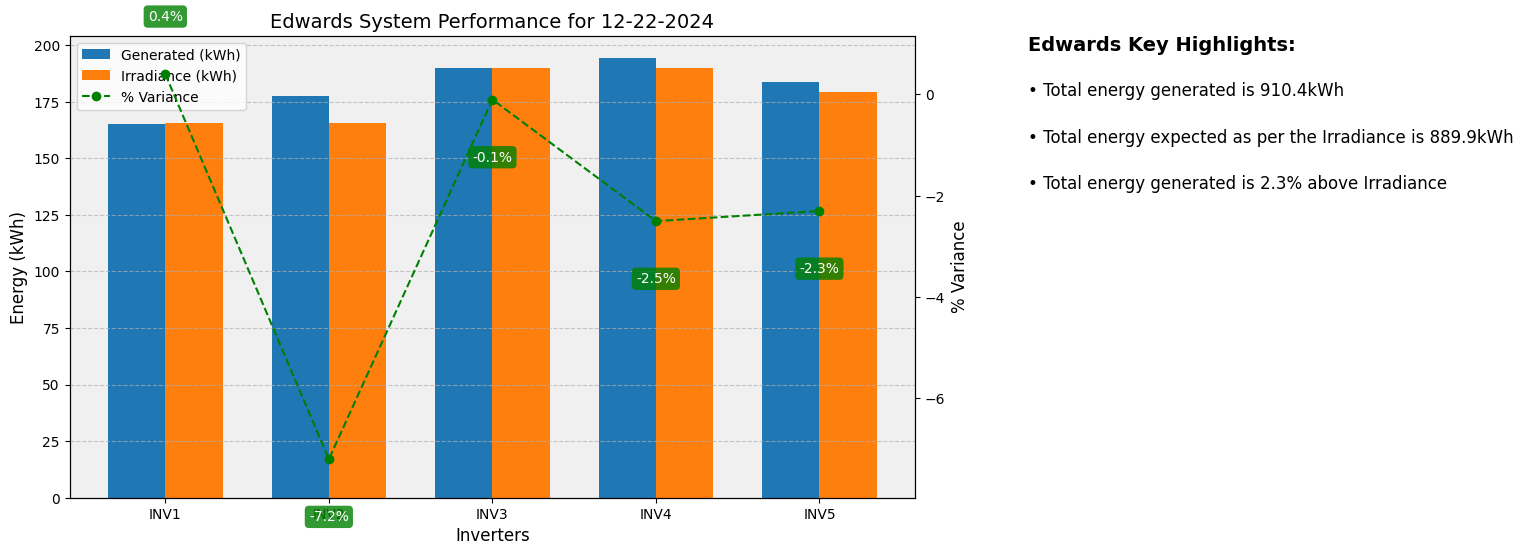 0.4%
Edwards System Performance for 12-22-2024
Generated (kWh)
Irradiance (kWh)
% Variance
200
175
150
125
100
75
50
25
0
Energy (kWh)
-0.1%
-2.5%
-2.3%
-7.2%
INV1
INV3
INV4
INV5
Inverters
0
−2
−4
−6
% Variance
Edwards Key Highlights:
• Total energy generated is 910.4kWh
• Total energy expected as per the Irradiance is 889.9kWh
• Total energy generated is 2.3% above Irradiance